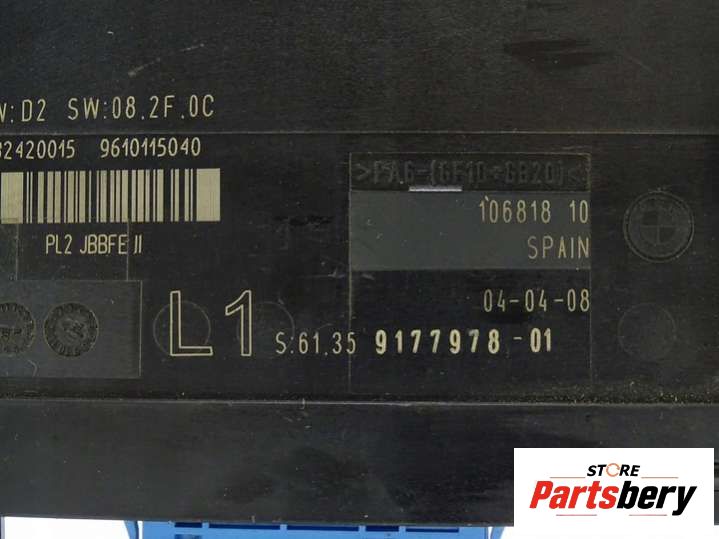 :D2 SW:08.2F.0C
32420015 9610115040
>PA6-(GF10+GB20)<
PL2 JBBFE II
106818 10
SPAIN
04-04-08
L1 S:61.35 9177978-01
STORE
Partsbery